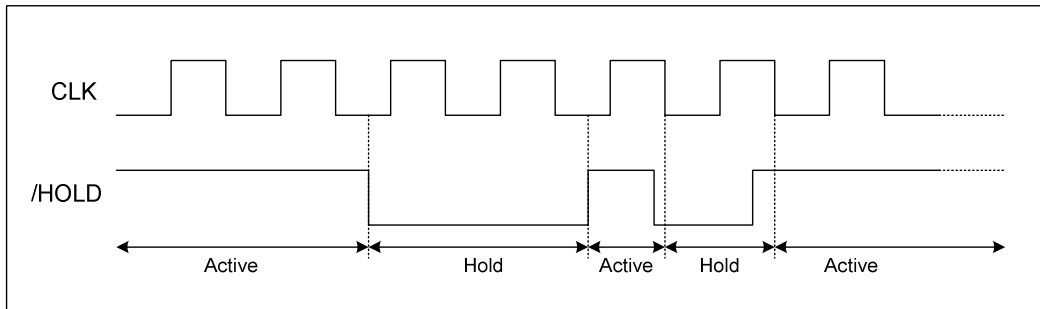 CLK
/HOLD
Active
Hold
Active
Hold
Active